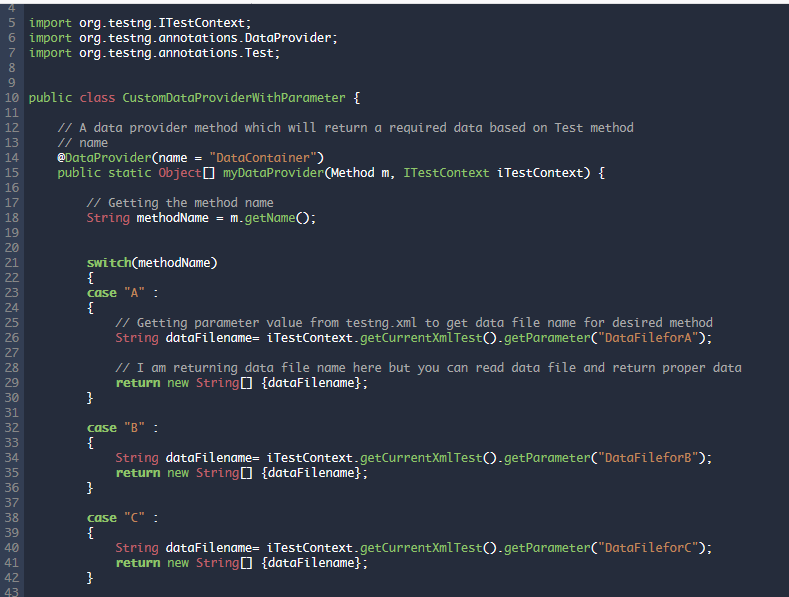 4
5 import org.testng.ITestContext;
6 import org.testng.annotations.DataProvider;
7 import org.testng.annotations.Test;
8
9
10 public class CustomDataProviderWithParameter {
11
12 // A data provider method which will return a required data based on Test method
13 // name
14 @DataProvider(name = "DataContainer")
15 public static Object[] myDataProvider(Method m, ITestContext iTestContext) {
16
17 // Getting the method name
18 String methodName = m.getName();
19
20
21 switch(methodName)
22 {
23 case "A" :
24 {
25 // Getting parameter value from testng.xml to get data file name for desired method
26 String dataFilename= iTestContext.getCurrentXmlTest().getParameter("DataFileforA");
27
28 // I am returning data file name here but you can read data file and return proper data
29 return new String[] {dataFilename};
30 }
31
32 case "B" :
33 {
34 String dataFilename= iTestContext.getCurrentXmlTest().getParameter("DataFileforB");
35 return new String[] {dataFilename};
36 }
37
38 case "C" :
39 {
40 String dataFilename= iTestContext.getCurrentXmlTest().getParameter("DataFileforC");
41 return new String[] {dataFilename};
42 }
43